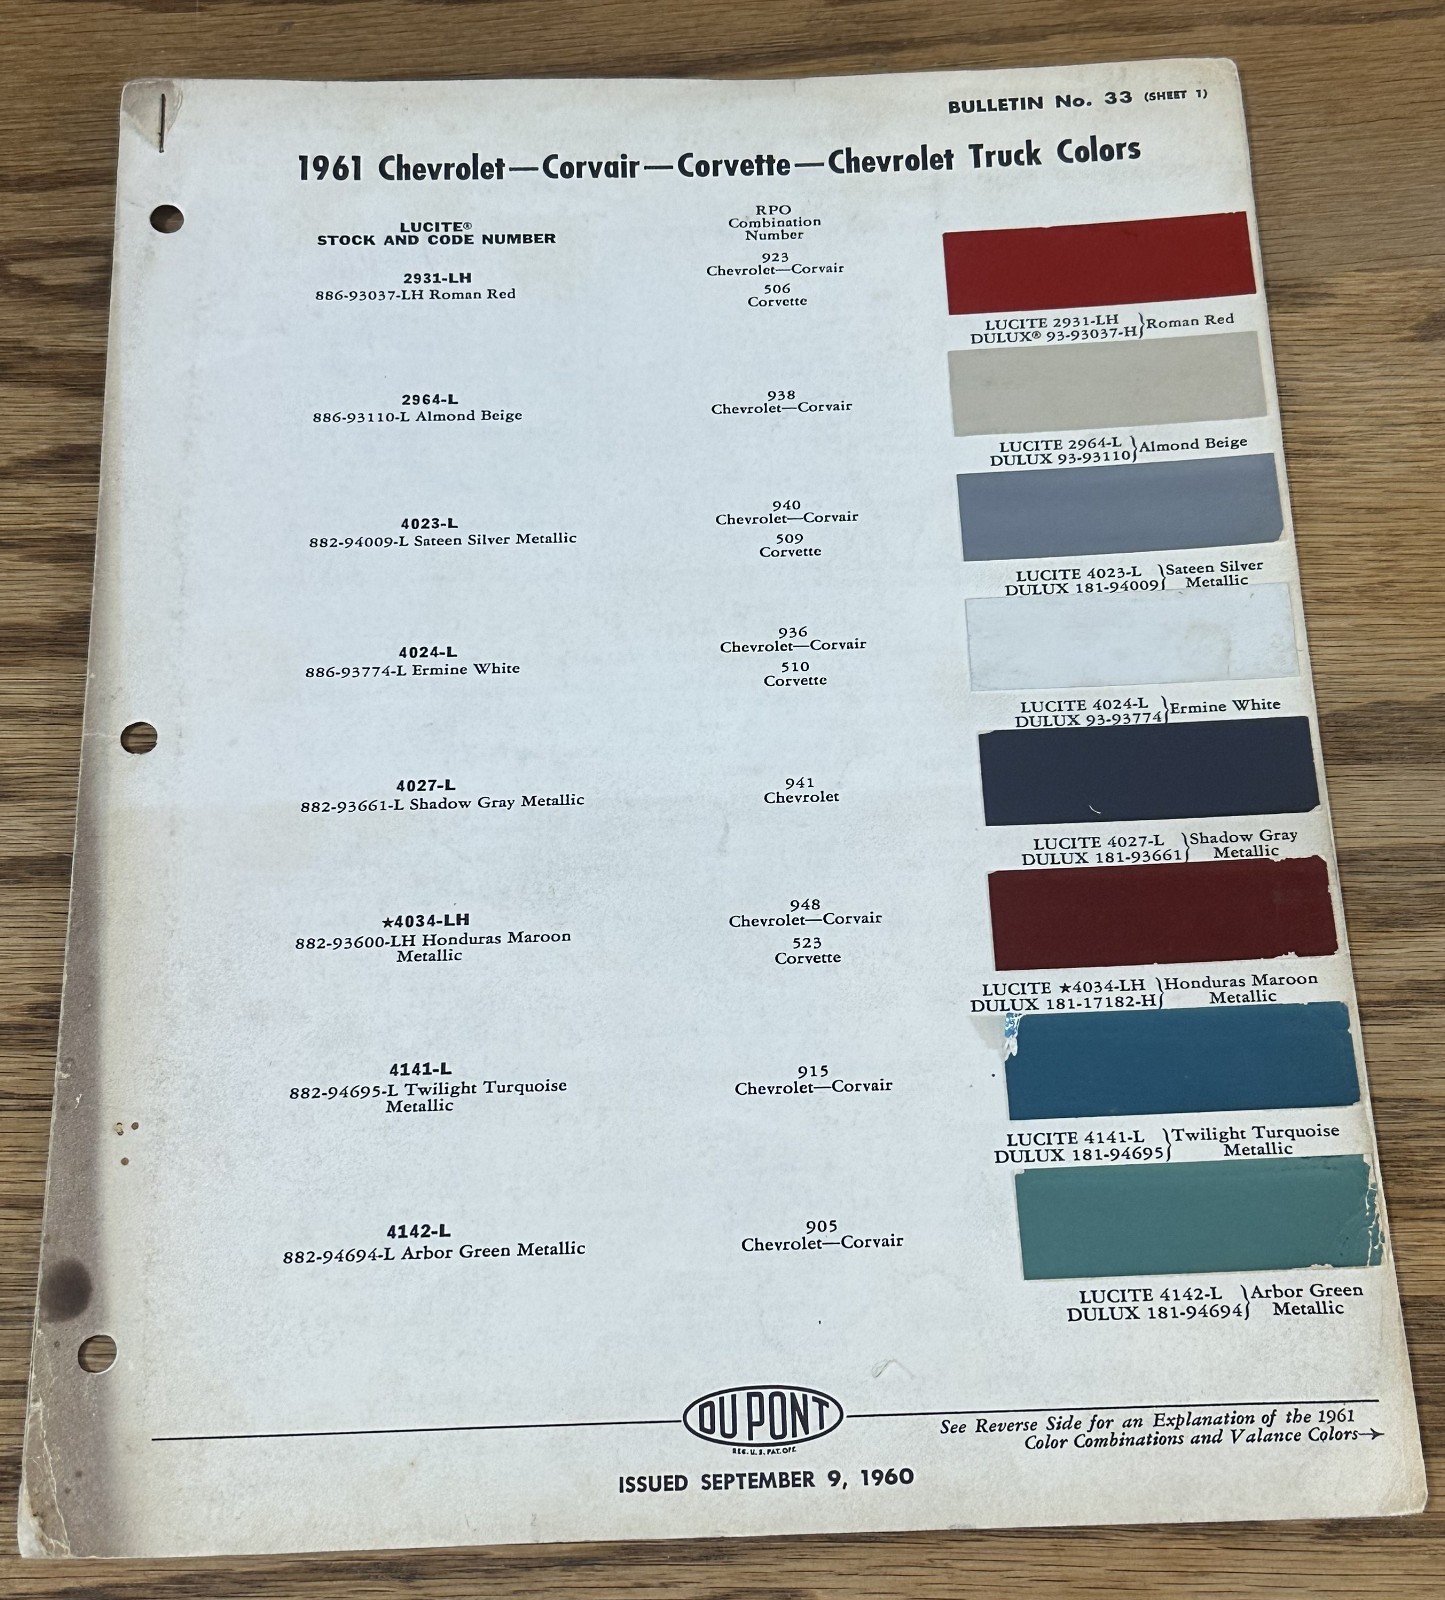 BULLETIN No. 33 (SHEET 1)
1961 Chevrolet—Corvair—Corvette—Chevrolet Truck Colors
LUCITE®
STOCK AND CODE NUMBER
RPO
Combination
Number
2931-LH
886-93037-LH Roman Red
923
Chevrolet—Corvair
506
Corvette
LUCITE 2931-LH
DULUX® 93-93037-H} Roman Red
2964-L
886-93110-L Almond Beige
938
Chevrolet—Corvair
LUCITE 2964-L
DULUX 93-93110} Almond Beige
4023-L
882-94009-L Sateen Silver Metallic
940
Chevrolet—Corvair
509
Corvette
LUCITE 4023-L } Sateen Silver
DULUX 181-94009 Metallic
4024-L
886-93774-L Ermine White
936
Chevrolet—Corvair
510
Corvette
LUCITE 4024-L
DULUX 93-93774} Ermine White
4027-L
882-93661-L Shadow Gray Metallic
941
Chevrolet
LUCITE 4027-L } Shadow Gray
DULUX 181-93661 Metallic
★4034-LH
882-93600-LH Honduras Maroon
Metallic
948
Chevrolet—Corvair
523
Corvette
LUCITE ★4034-LH } Honduras Maroon
DULUX 181-17182-H Metallic
4141-L
882-94695-L Twilight Turquoise
Metallic
915
Chevrolet—Corvair
LUCITE 4141-L } Twilight Turquoise
DULUX 181-94695 Metallic
4142-L
882-94694-L Arbor Green Metallic
905
Chevrolet—Corvair
LUCITE 4142-L } Arbor Green
DULUX 181-94694 Metallic
DU PONT
REG. U.S. PAT. OFF.
See Reverse Side for an Explanation of the 1961
Color Combinations and Valance Colors→
ISSUED SEPTEMBER 9, 1960